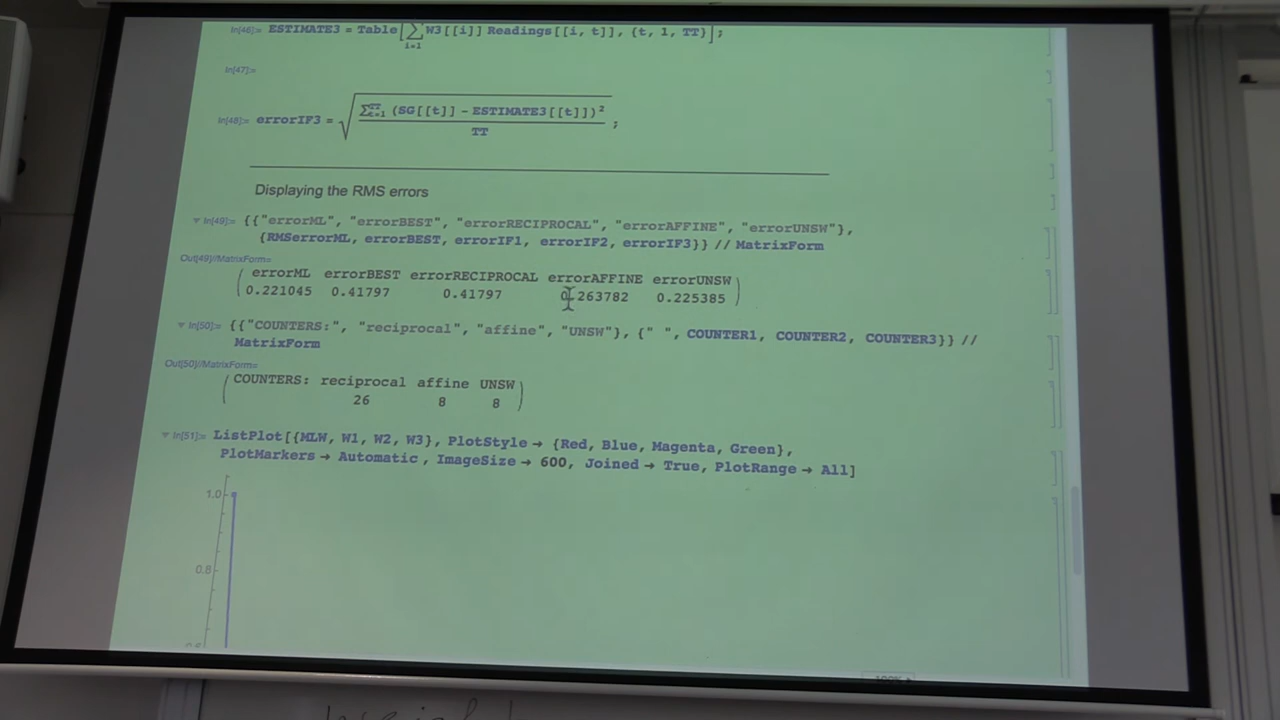 In[46]:= ESTIMATE3 = Table[∑i=1 W3[[i]] Readings[[i, t]], {t, 1, TT}];
In[47]:=
In[48]:= errorIF3 = √(∑t=1 (SG[[t]] - ESTIMATE3[[t]])² / TT) ;
Displaying the RMS errors
In[49]:= {{"errorML", "errorBEST", "errorRECIPROCAL", "errorAFFINE", "errorUNSW"},
{RMSerrorML, errorBEST, errorIF1, errorIF2, errorIF3}} // MatrixForm
Out[49]//MatrixForm=
errorML errorBEST errorRECIPROCAL errorAFFINE errorUNSW
0.221045 0.41797 0.41797 0.263782 0.225385
In[50]:= {{"COUNTERS:", "reciprocal", "affine", "UNSW"}, {" ", COUNTER1, COUNTER2, COUNTER3}} //
MatrixForm
Out[50]//MatrixForm=
COUNTERS: reciprocal affine UNSW
26 8 8
In[51]:= ListPlot[{MLW, W1, W2, W3}, PlotStyle → {Red, Blue, Magenta, Green},
PlotMarkers → Automatic, ImageSize → 600, Joined → True, PlotRange → All]
1.0
0.8